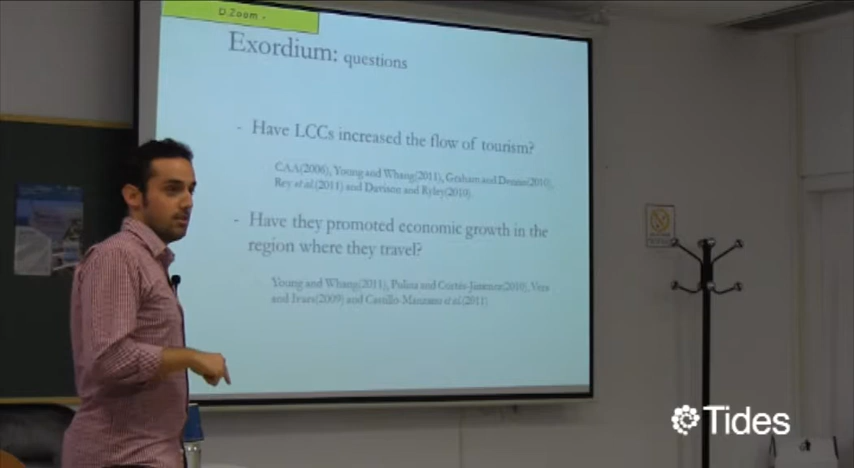 D.Zoom -
Exordium: questions
- Have LCCs increased the flow of tourism?
CAA(2006), Young and Whang(2011), Graham and Dennis(2010),
Rey et al.(2011) and Davison and Ryley(2010).
- Have they promoted economic growth in the
region where they travel?
Young and Whang(2011), Pulina and Cortés-Jiménez(2010), Vera
and Ivars(2009) and Castillo-Manzano et al.(2011)
Tides